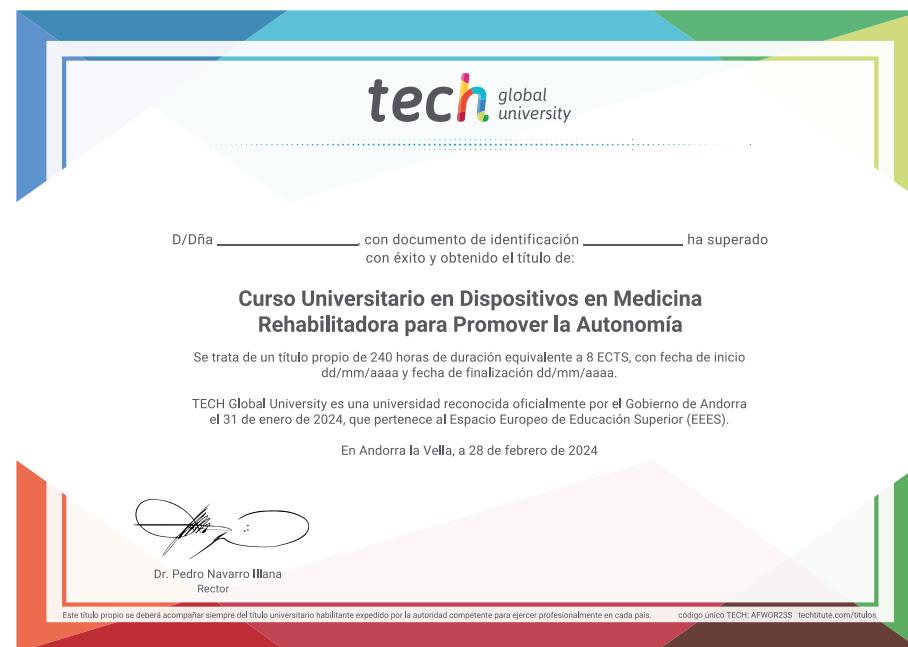 tech global
university
D/Dña ____________________, con documento de identificación ______________ ha superado
con éxito y obtenido el título de:
Curso Universitario en Dispositivos en Medicina
Rehabilitadora para Promover la Autonomía
Se trata de un título propio de 240 horas de duración equivalente a 8 ECTS, con fecha de inicio
dd/mm/aaaa y fecha de finalización dd/mm/aaaa.
TECH Global University es una universidad reconocida oficialmente por el Gobierno de Andorra
el 31 de enero de 2024, que pertenece al Espacio Europeo de Educación Superior (EEES).
En Andorra la Vella, a 28 de febrero de 2024
Dr. Pedro Navarro Illana
Rector
Este título propio se deberá acompañar siempre del título universitario habilitante expedido por la autoridad competente para ejercer profesionalmente en cada país. código único TECH: AFWOR23S techtitute.com/titulos